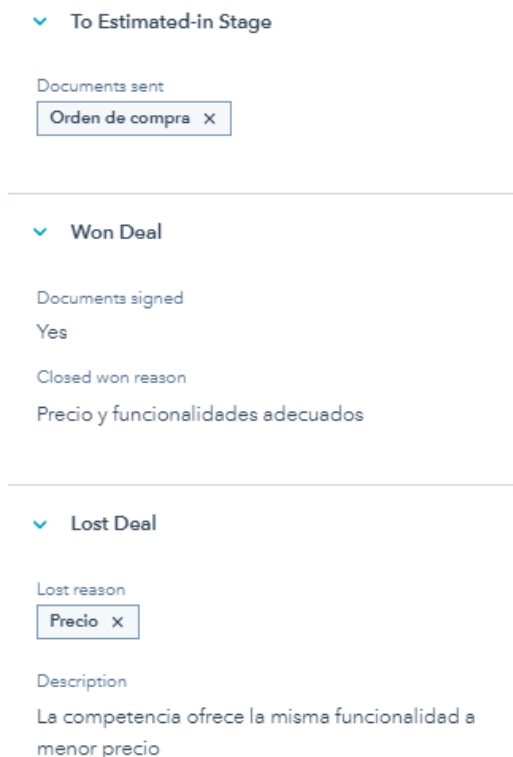 To Estimated-in Stage
Documents sent
Orden de compra ×
Won Deal
Documents signed
Yes
Closed won reason
Precio y funcionalidades adecuados
Lost Deal
Lost reason
Precio ×
Description
La competencia ofrece la misma funcionalidad a
menor precio